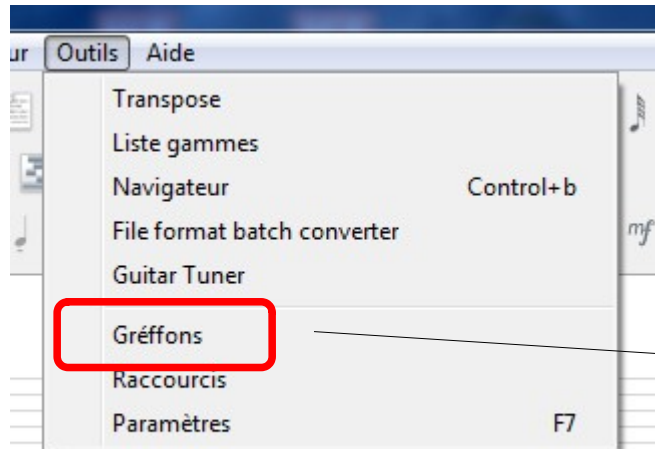 ur Outils Aide
Transpose
Liste gammes
Navigateur Control+b
File format batch converter
Guitar Tuner
Gréffons
Raccourcis
Paramètres F7
mf